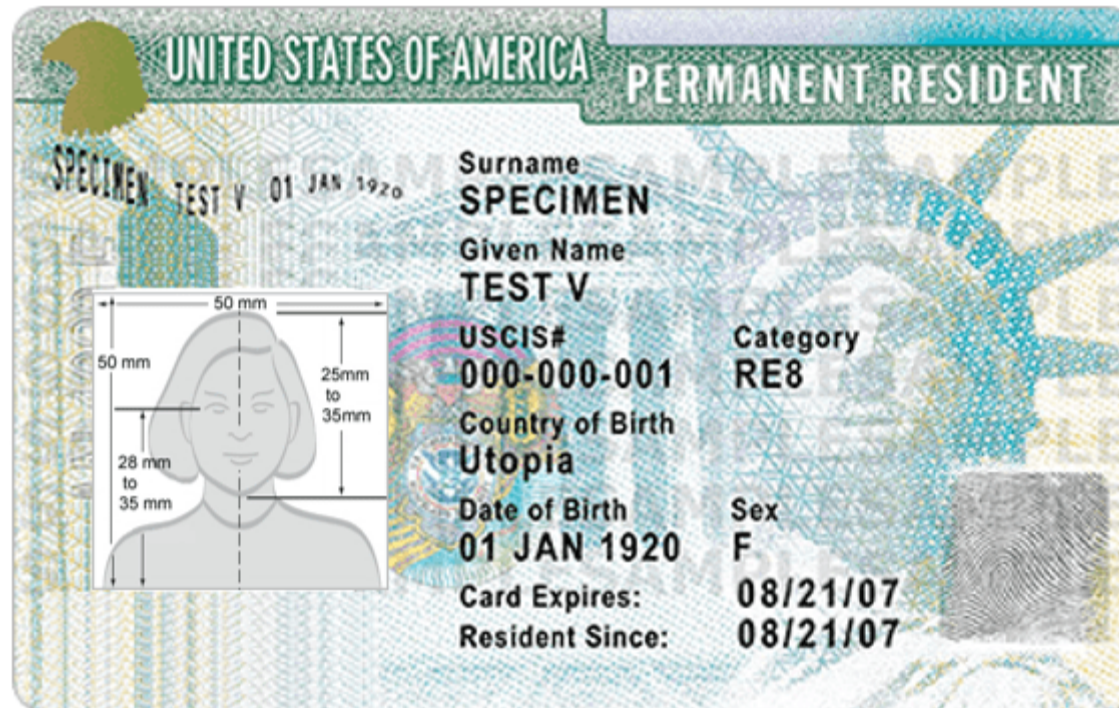 UNITED STATES OF AMERICA
PERMANENT RESIDENT
SPECIMEN TEST V 01 JAN 1920
Surname
SPECIMEN
Given Name
TEST V
USCIS#
000-000-001
Category
RE8
Country of Birth
Utopia
Date of Birth
01 JAN 1920
Sex
F
Card Expires: 08/21/07
Resident Since: 08/21/07
50 mm
50 mm
25mm
to
35mm
28 mm
to
35 mm
SAMPLE